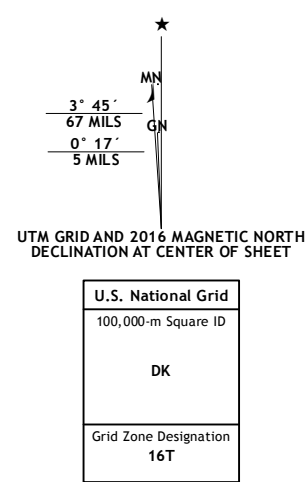 MN
3° 45´
67 MILS
GN
0° 17´
5 MILS
UTM GRID AND 2016 MAGNETIC NORTH
DECLINATION AT CENTER OF SHEET
U.S. National Grid
100,000-m Square ID
DK
Grid Zone Designation
16T